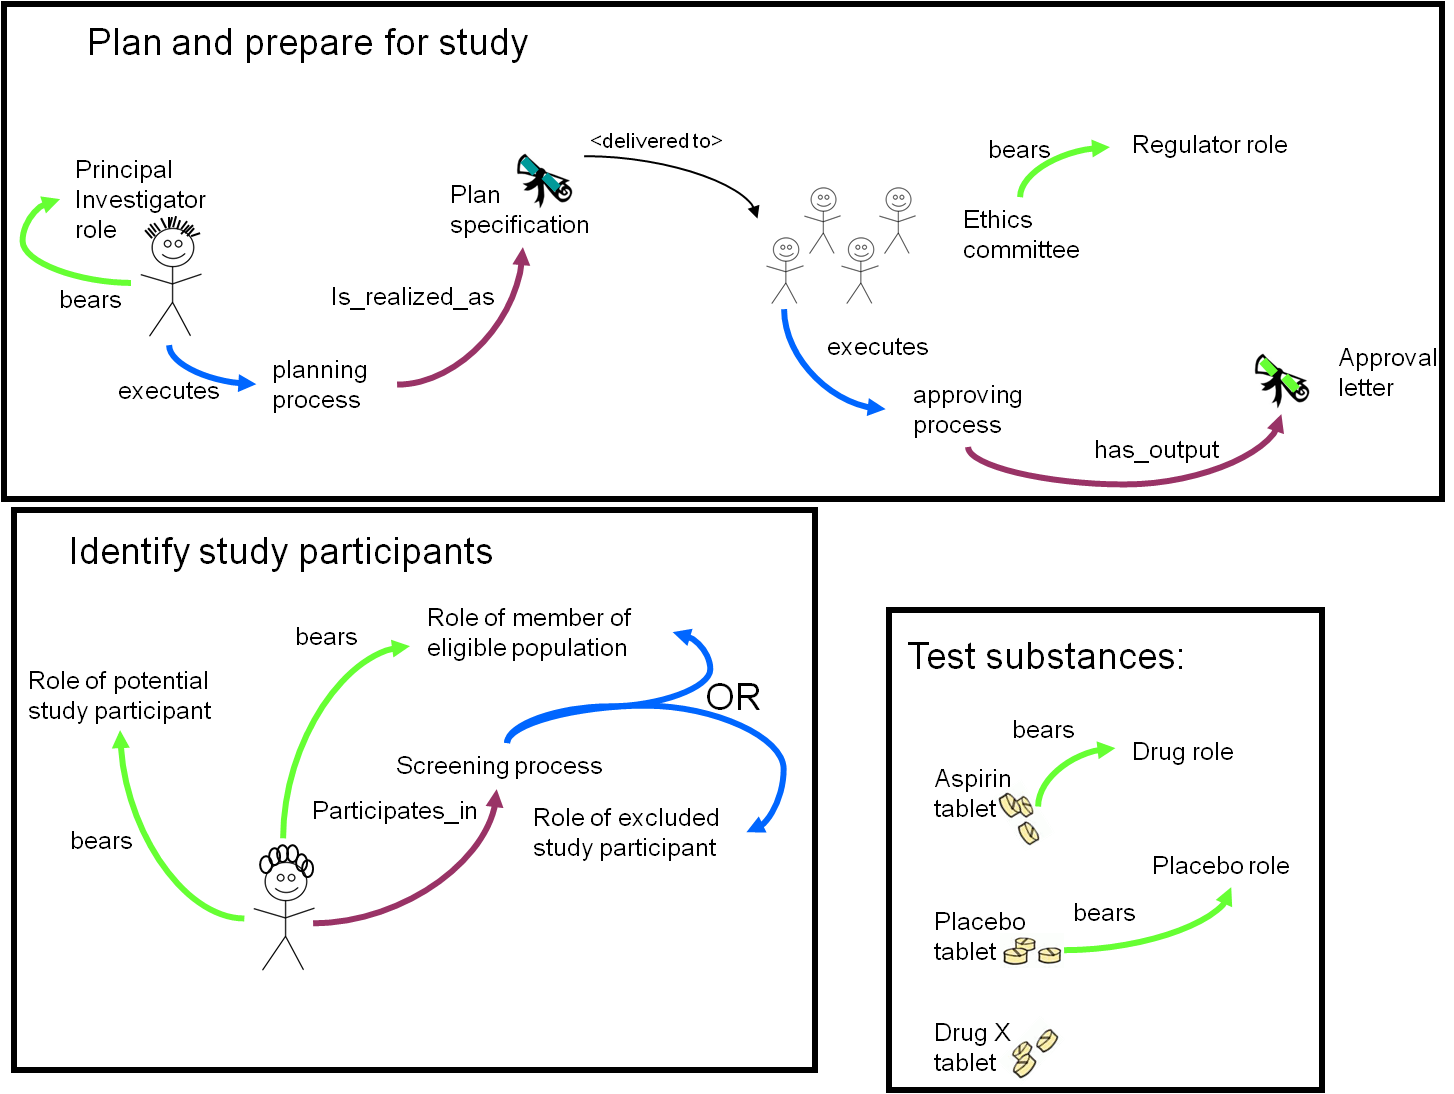 Plan and prepare for study
Principal
Investigator
role
bears
executes
planning
process
Is_realized_as
Plan
specification
<delivered to>
bears
Regulator role
Ethics
committee
executes
approving
process
has_output
Approval
letter
Identify study participants
Role of potential
study participant
bears
bears
Role of member of
eligible population
OR
Screening process
Participates_in
Role of excluded
study participant
Test substances:
bears
Drug role
Aspirin
tablet
Placebo role
bears
Placebo
tablet
Drug X
tablet